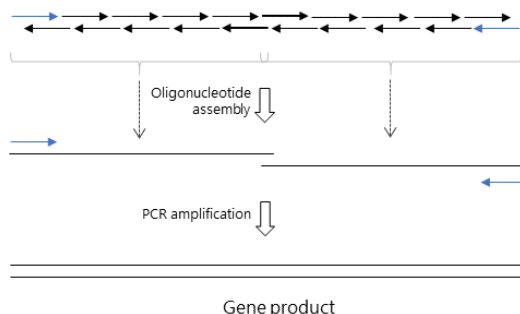 Oligonucleotide
assembly
PCR amplification
Gene product